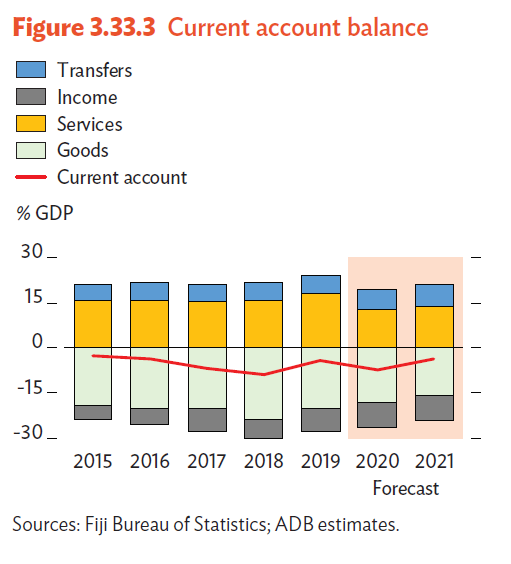 Figure 3.33.3 Current account balance
Transfers
Income
Services
Goods
Current account
% GDP
30
15
0
-15
-30
2015 2016 2017 2018 2019 2020 2021
Forecast
Sources: Fiji Bureau of Statistics; ADB estimates.